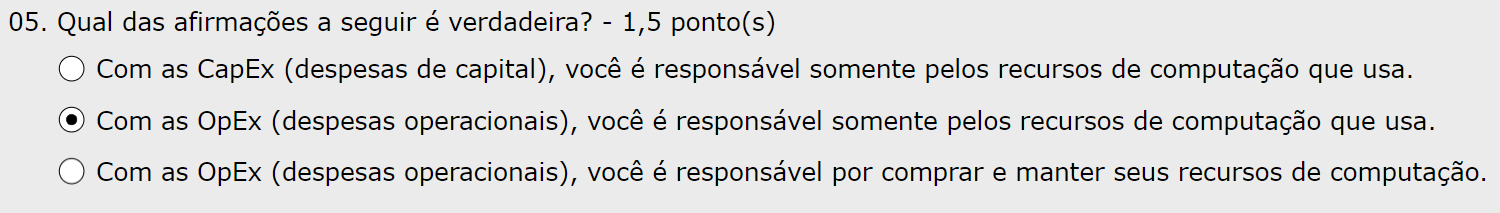 05. Qual das afirmações a seguir é verdadeira? - 1,5 ponto(s)
Com as CapEx (despesas de capital), você é responsável somente pelos recursos de computação que usa.
Com as OpEx (despesas operacionais), você é responsável somente pelos recursos de computação que usa.
Com as OpEx (despesas operacionais), você é responsável por comprar e manter seus recursos de computação.